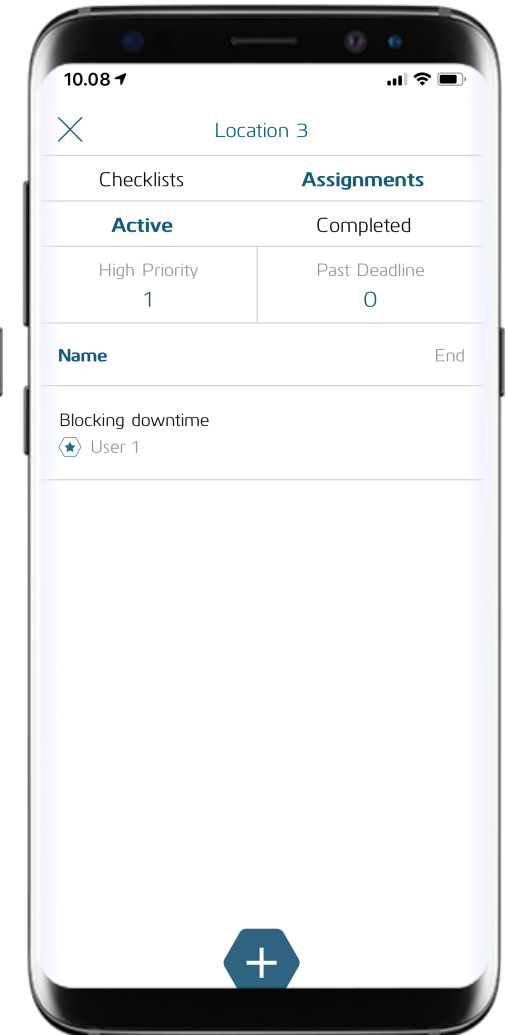 10.08
Location 3
Checklists Assignments
Active Completed
High Priority Past Deadline
1 0
Name End
Blocking downtime
User 1